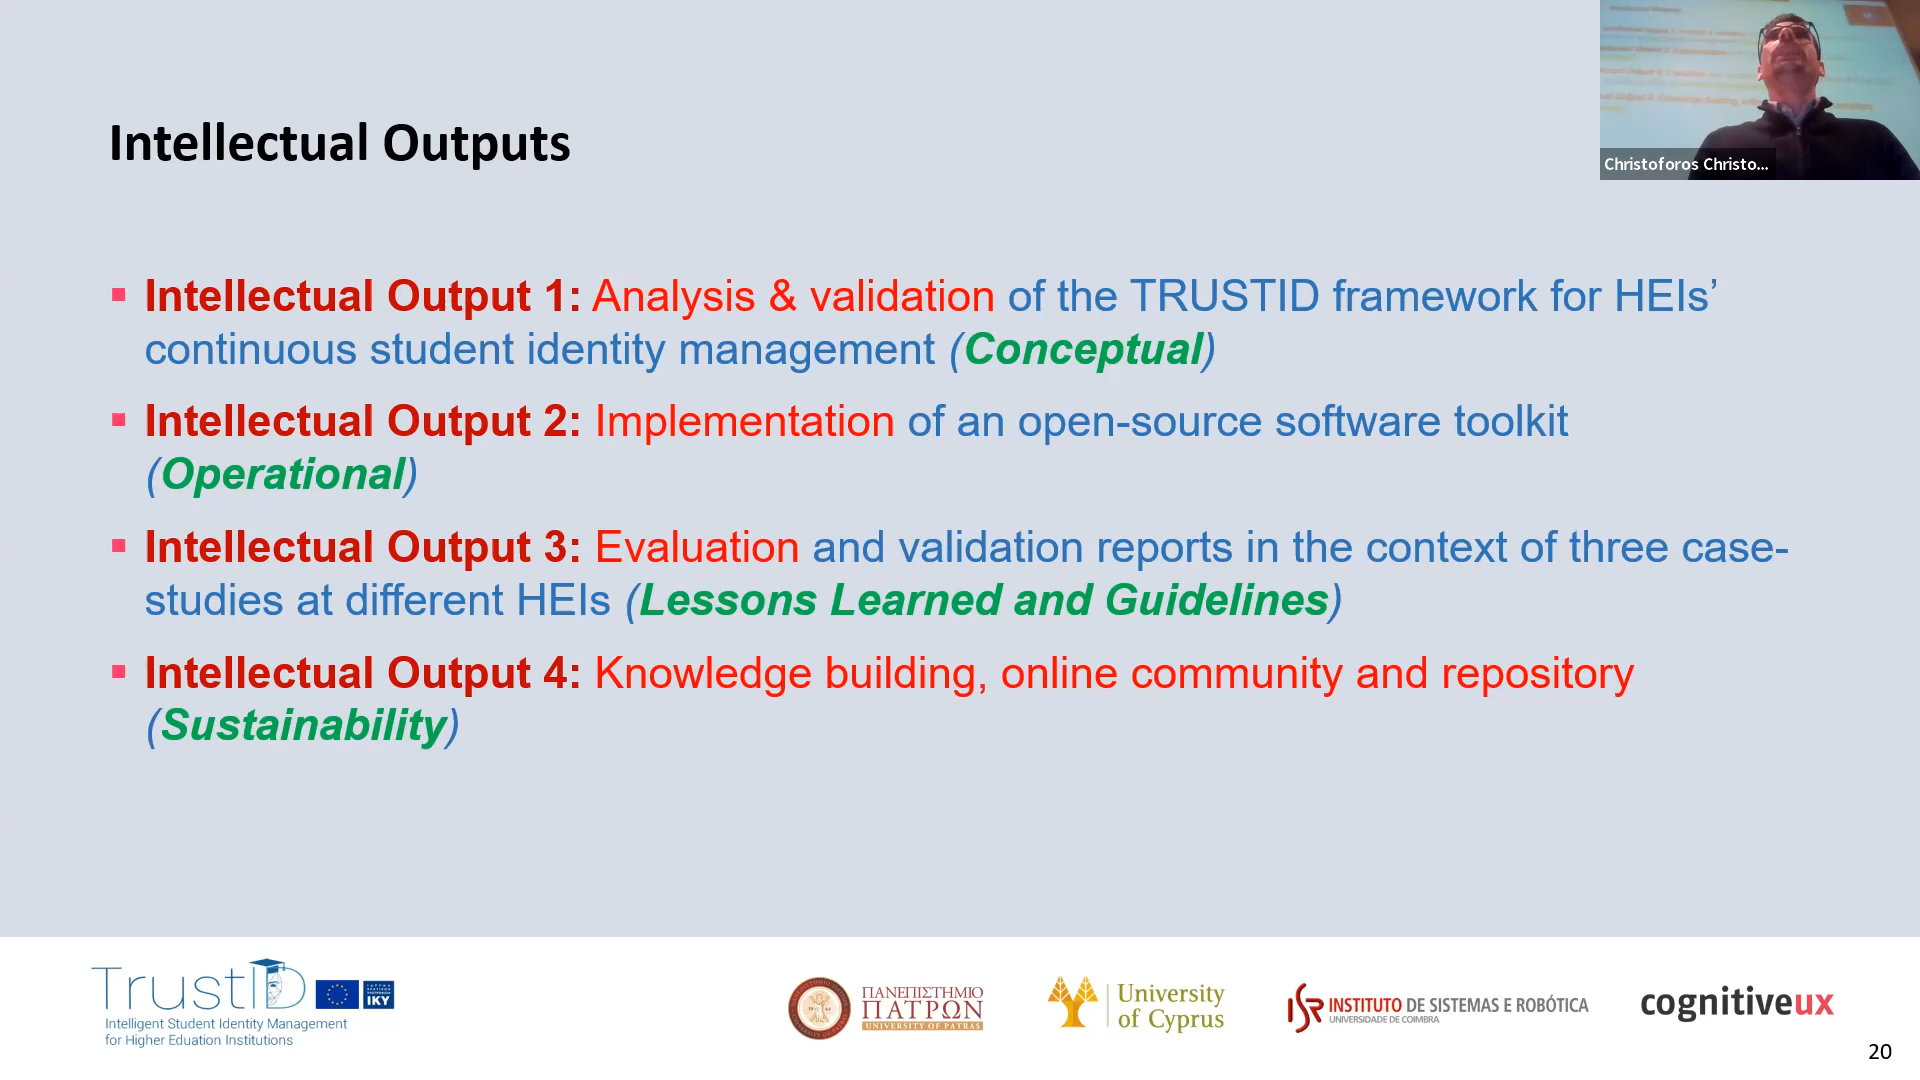 Intellectual Outputs
Christoforos Christo...
Intellectual Output 1: Analysis & validation of the TRUSTID framework for HEIs’
continuous student identity management (Conceptual)
Intellectual Output 2: Implementation of an open-source software toolkit
(Operational)
Intellectual Output 3: Evaluation and validation reports in the context of three case-
studies at different HEIs (Lessons Learned and Guidelines)
Intellectual Output 4: Knowledge building, online community and repository
(Sustainability)
TrustID
IKY
Intelligent Student Identity Management
for Higher Eduation Institutions
ΠΑΝΕΠΙΣΤΗΜΙΟ
ΠΑΤΡΩΝ
UNIVERSITY OF PATRAS
University
of Cyprus
ISR INSTITUTO DE SISTEMAS E ROBÓTICA
UNIVERSIDADE DE COIMBRA
cognitiveux
20